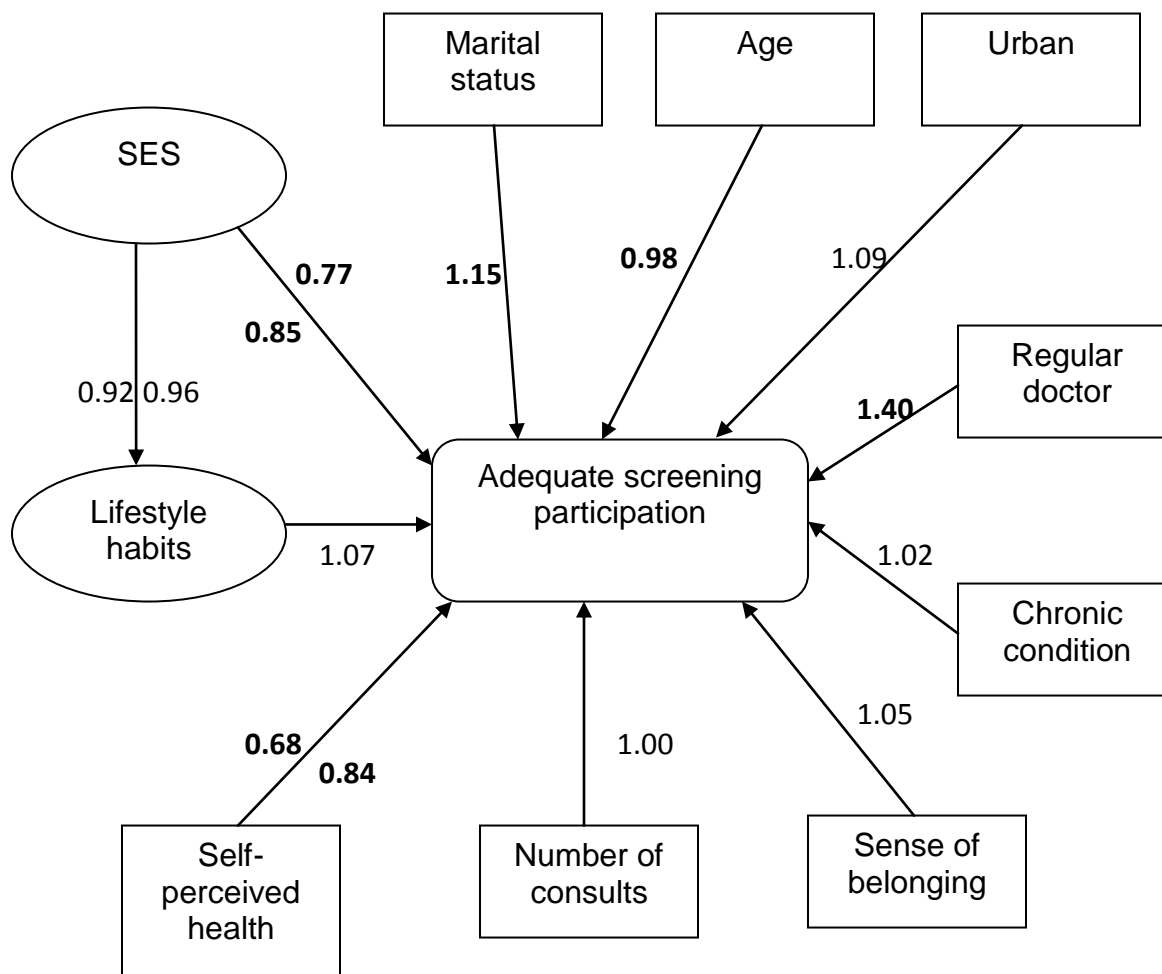 Marital
status
Age
Urban
SES
0.77
1.15
0.98
1.09
0.85
0.92 0.96
Regular
doctor
1.40
Adequate screening
participation
Lifestyle
habits
1.07
1.02
Chronic
condition
0.68
0.84
1.00
1.05
Self-
perceived
health
Number of
consults
Sense of
belonging